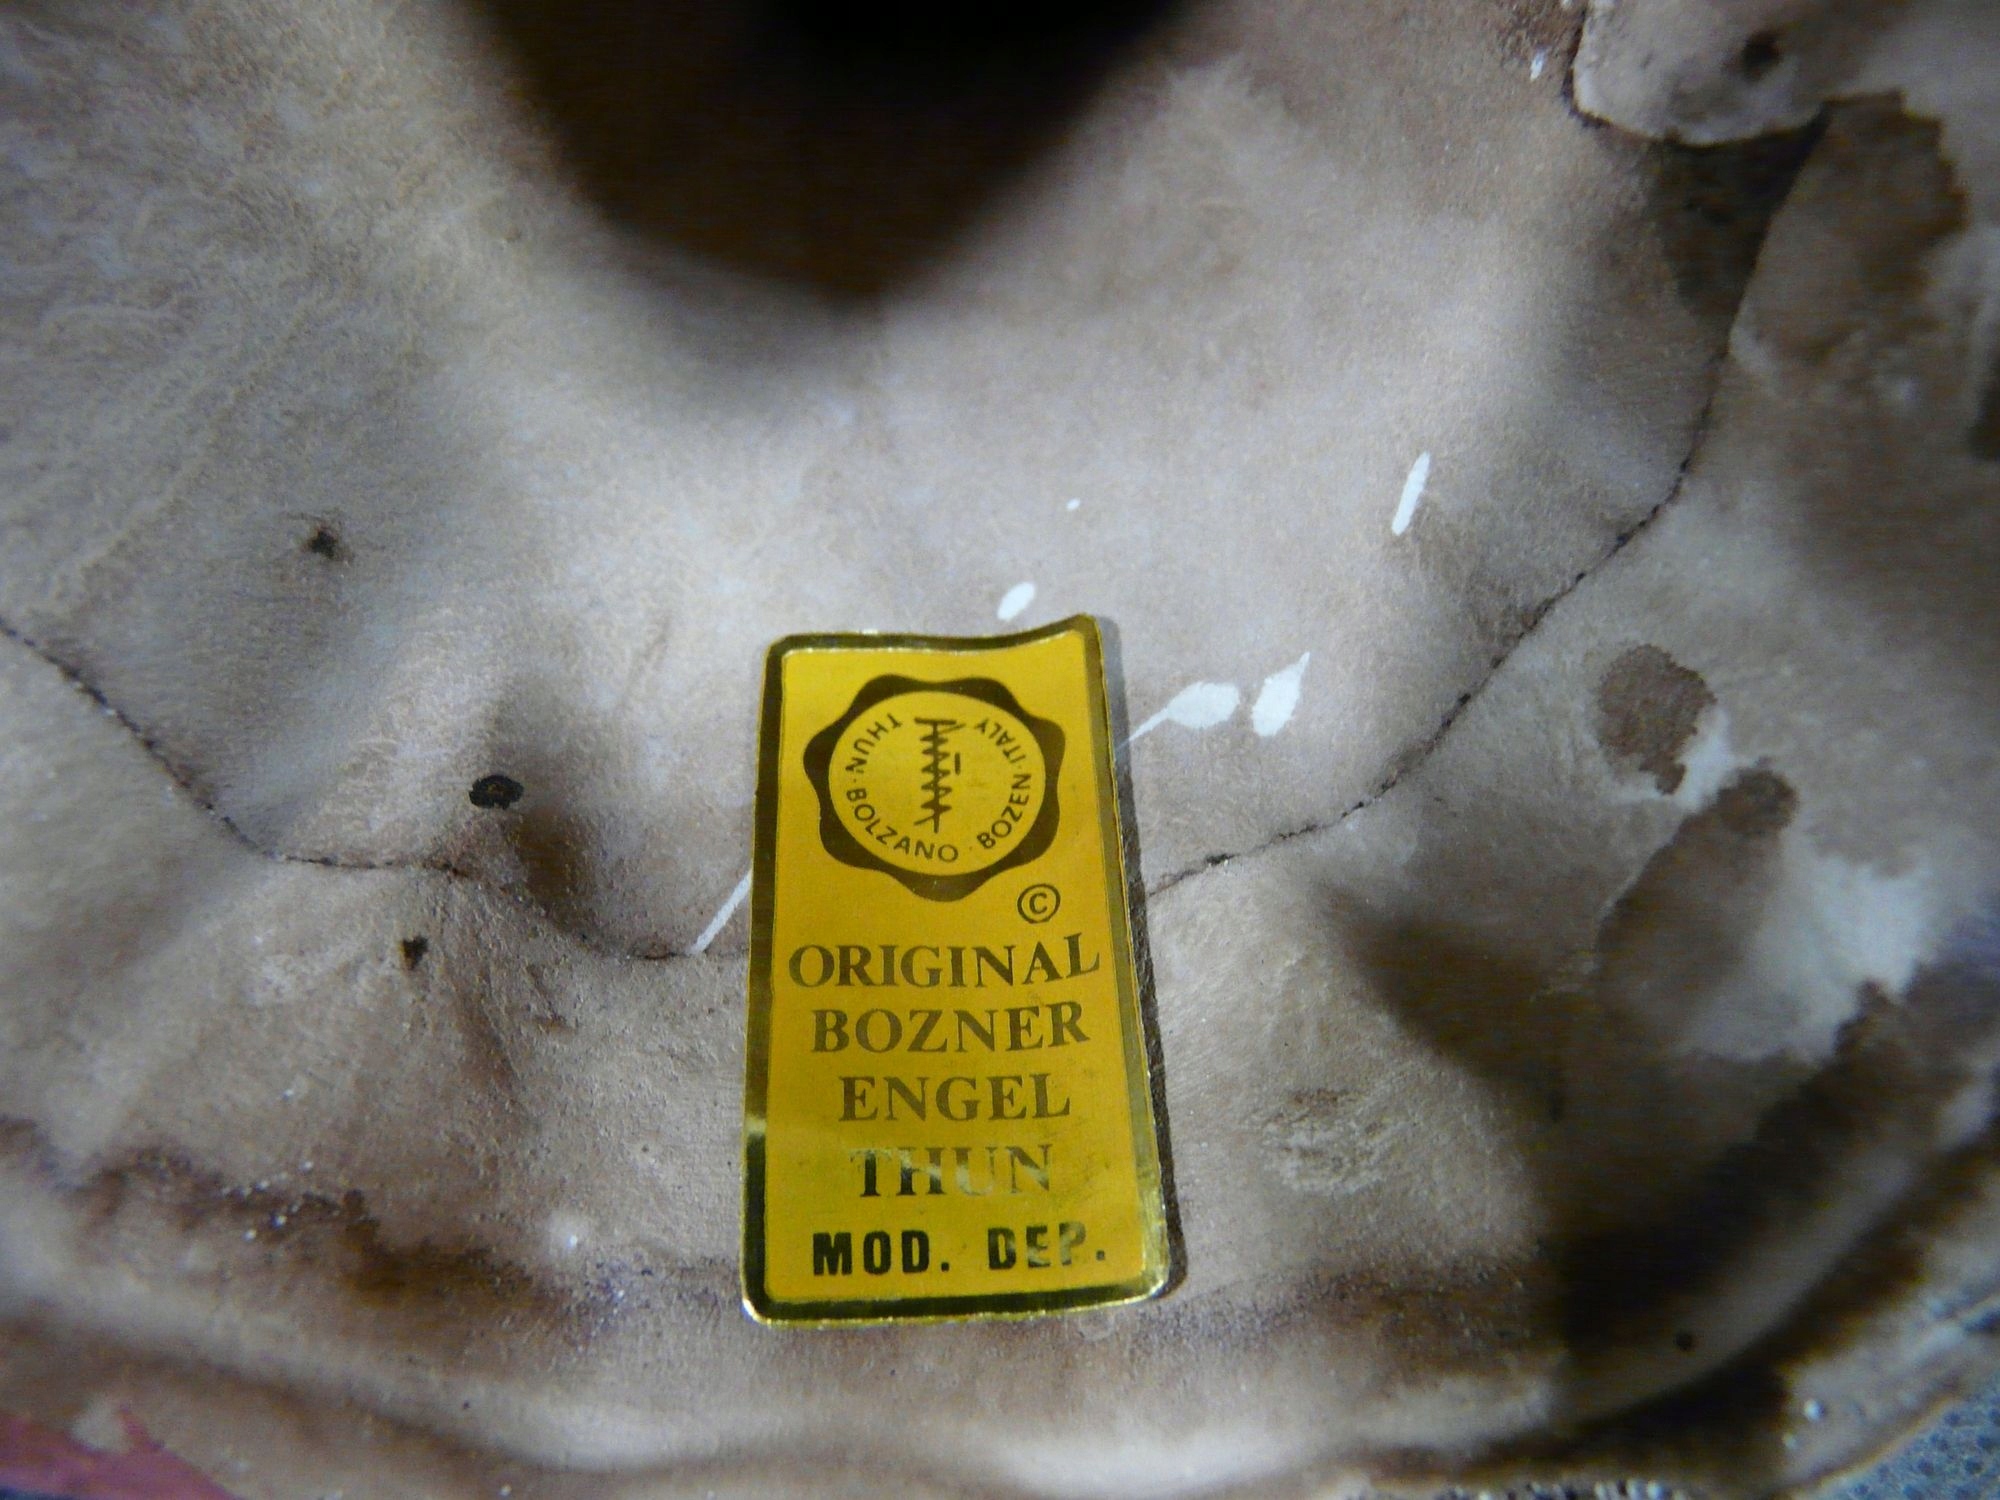 THUN·BOLZANO · BOZEN·ITALY
©
ORIGINAL
BOZNER
ENGEL
THUN
MOD. DEP.